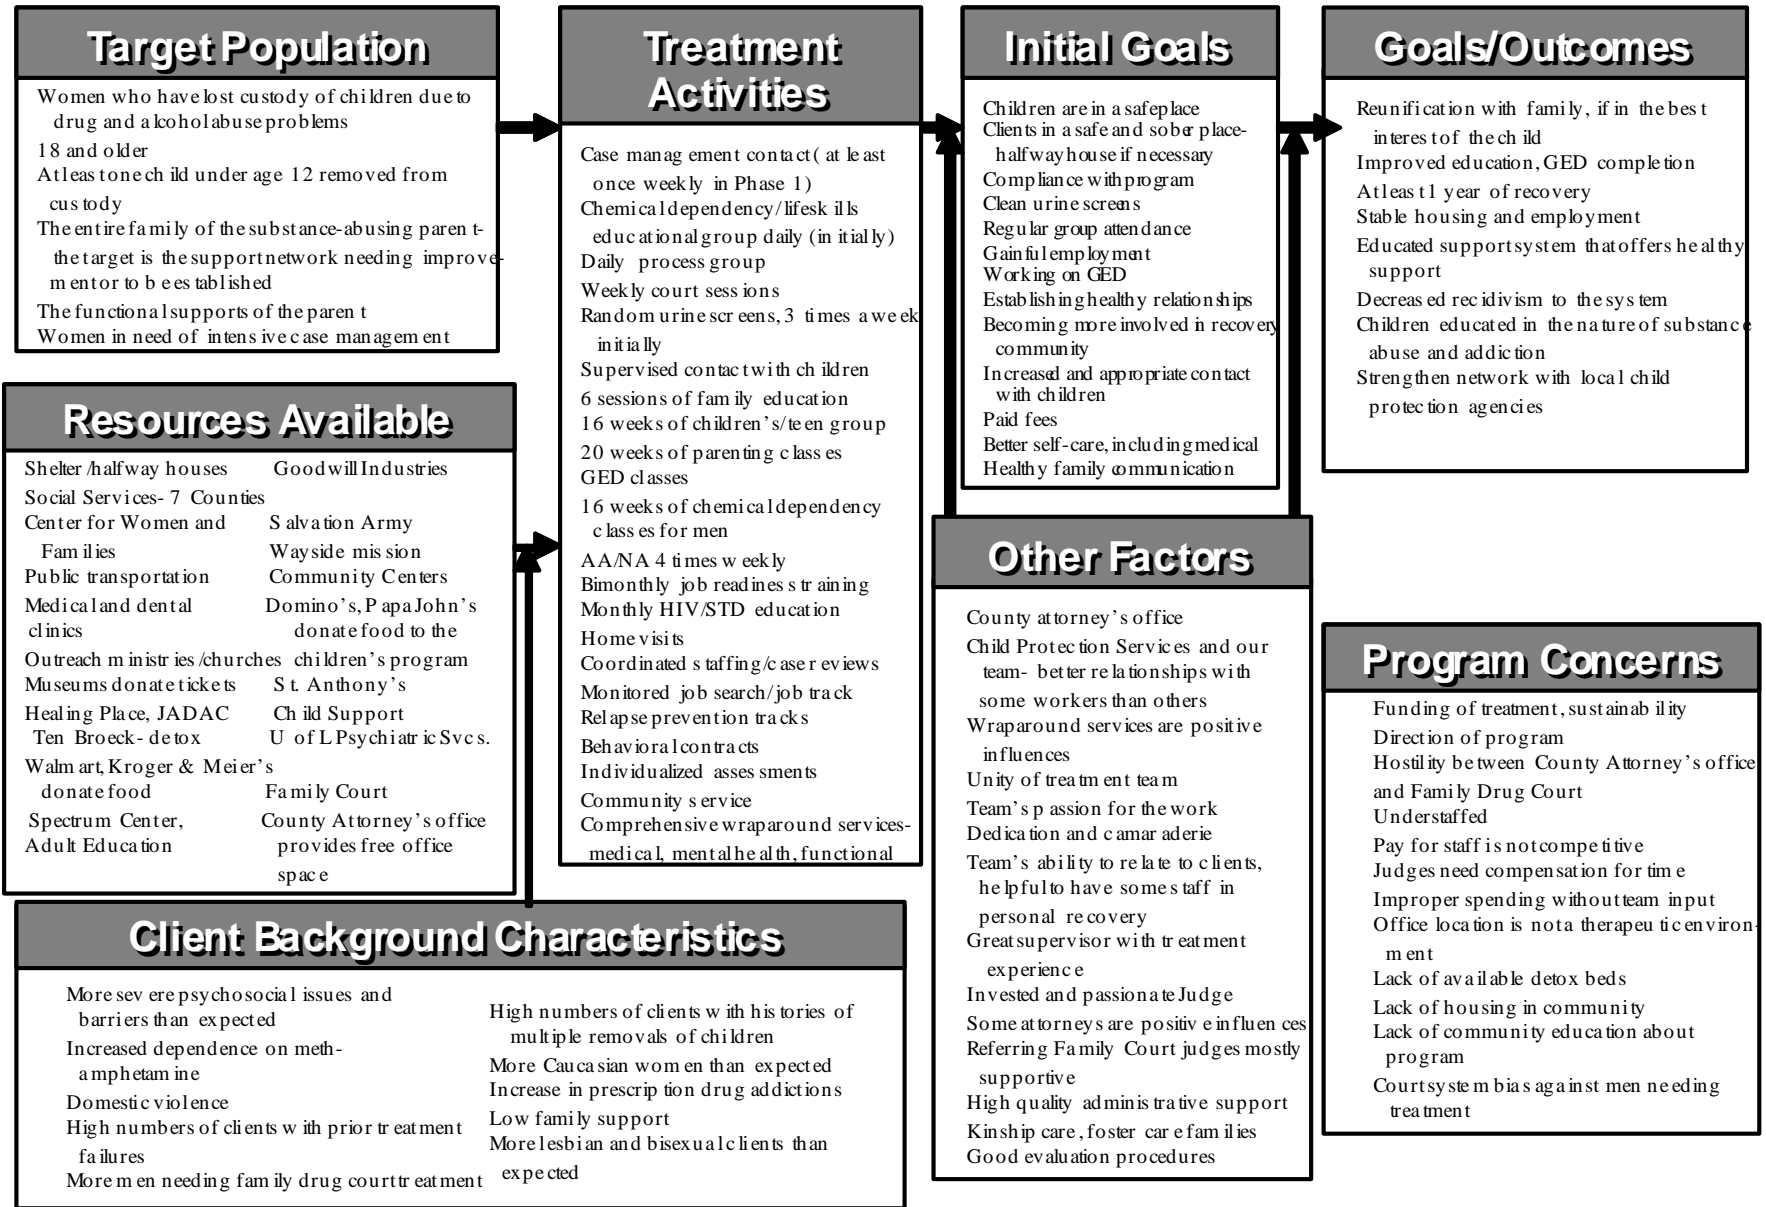 Target Population
Women who have lost custody of children due to
drug and alcohol abuse problems
18 and older
At least one child under age 12 removed from
custody
The entire family of the substance-abusing parent-
the target is the support network needing improve-
ment or to be established
The functional supports of the parent
Women in need of intensive case management
Resources Available
Shelter/halfway houses Goodwill Industries
Social Services- 7 Counties
Center for Women and Salvation Army
Families Wayside mission
Public transportation Community Centers
Medical and dental Domino's, Papa John's
clinics donate food to the
Outreach ministries/churches children's program
Museums donate tickets St. Anthony's
Healing Place, JADAC Child Support
Ten Broeck- detox U of L Psychiatric Svcs.
Walmart, Kroger & Meier's
donate food Family Court
Spectrum Center, County Attorney's office
Adult Education provides free office
space
Client Background Characteristics
More severe psychosocial issues and
barriers than expected
Increased dependence on meth-
amphetamine
Domestic violence
High numbers of clients with prior treatment
failures
More men needing family drug court treatment
High numbers of clients with histories of
multiple removals of children
More Caucasian women than expected
Increase in prescription drug addictions
Low family support
More lesbian and bisexual clients than
expected
Treatment
Activities
Case management contact (at least
once weekly in Phase 1)
Chemical dependency/lifeskills
educational group daily (initially)
Daily process group
Weekly court sessions
Random urine screens, 3 times a week
initially
Supervised contact with children
6 sessions of family education
16 weeks of children's/teen group
20 weeks of parenting classes
GED classes
16 weeks of chemical dependency
classes for men
AA/NA 4 times weekly
Bimonthly job readiness training
Monthly HIV/STD education
Home visits
Coordinated staffing/case reviews
Monitored job search/job track
Relapse prevention tracks
Behavioral contracts
Individualized assessments
Community service
Comprehensive wraparound services-
medical, mental health, functional
Initial Goals
Children are in a safe place
Clients in a safe and sober place-
halfway house if necessary
Compliance with program
Clean urine screens
Regular group attendance
Gainful employment
Working on GED
Establishing healthy relationships
Becoming more involved in recovery
community
Increased and appropriate contact
with children
Paid fees
Better self-care, including medical
Healthy family communication
Other Factors
County attorney's office
Child Protection Services and our
team- better relationships with
some workers than others
Wraparound services are positive
influences
Unity of treatment team
Team's passion for the work
Dedication and camaraderie
Team's ability to relate to clients,
helpful to have some staff in
personal recovery
Great supervisor with treatment
experience
Invested and passionate Judge
Some attorneys are positive influences
Referring Family Court judges mostly
supportive
High quality administrative support
Kinship care, foster care families
Good evaluation procedures
Goals/Outcomes
Reunification with family, if in the best
interest of the child
Improved education, GED completion
At least 1 year of recovery
Stable housing and employment
Educated support system that offers healthy
support
Decreased recidivism to the system
Children educated in the nature of substance
abuse and addiction
Strengthen network with local child
protection agencies
Program Concerns
Funding of treatment, sustainability
Direction of program
Hostility between County Attorney's office
and Family Drug Court
Understaffed
Pay for staff is not competitive
Judges need compensation for time
Improper spending without team input
Office location is not a therapeutic environ-
ment
Lack of available detox beds
Lack of housing in community
Lack of community education about
program
Court system bias against men needing
treatment